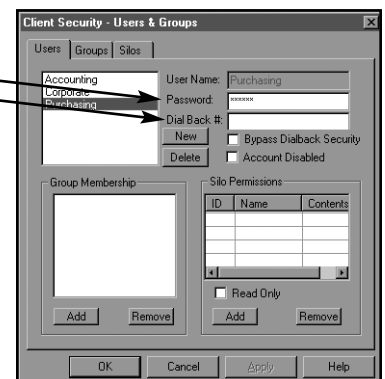 Client Security - Users & Groups
Users Groups Silos
Accounting
Corporate
Purchasing
User Name: Purchasing
Password: xxxxxx
Dial Back #:
New
Bypass Dialback Security
Delete
Account Disabled
Group Membership
Silo Permissions
ID Name Contents
Read Only
Add Remove
Add Remove
OK Cancel Apply Help